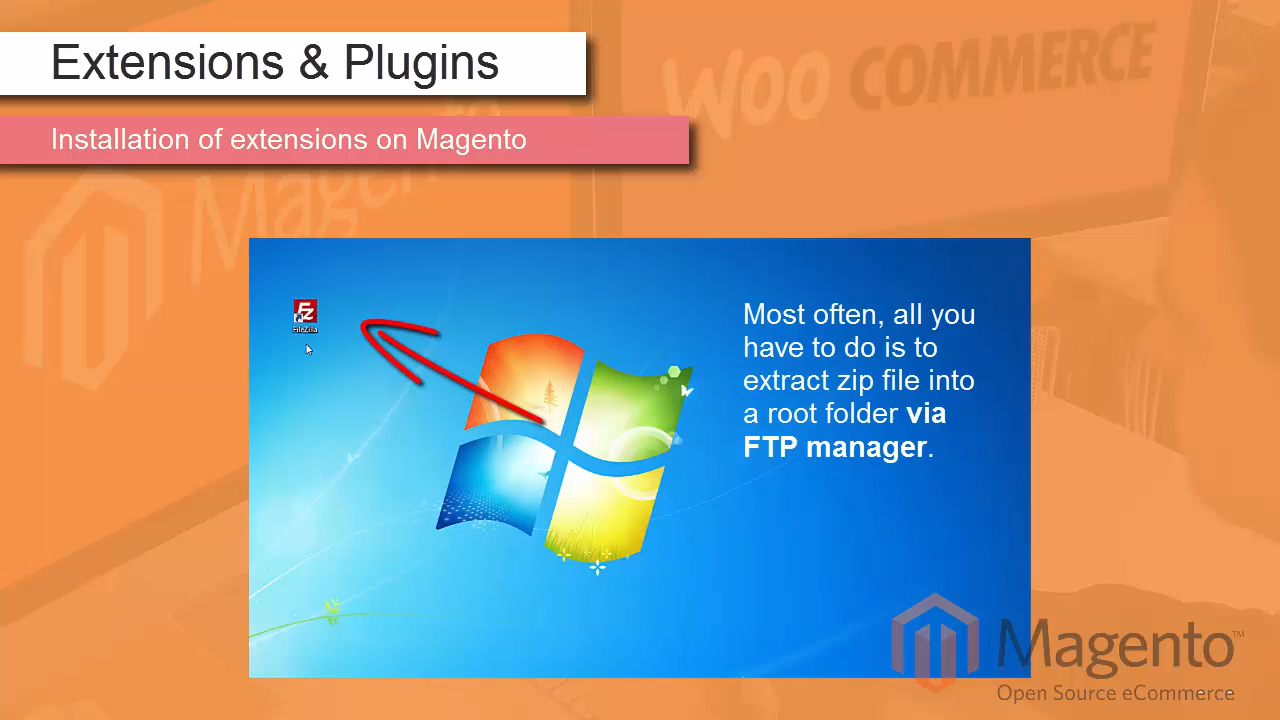 Extensions & Plugins
WOO COMMERCE
Installation of extensions on Magento
Magento
FileZilla
Most often, all you
have to do is to
extract zip file into
a root folder via
FTP manager.
Magento™
Open Source eCommerce